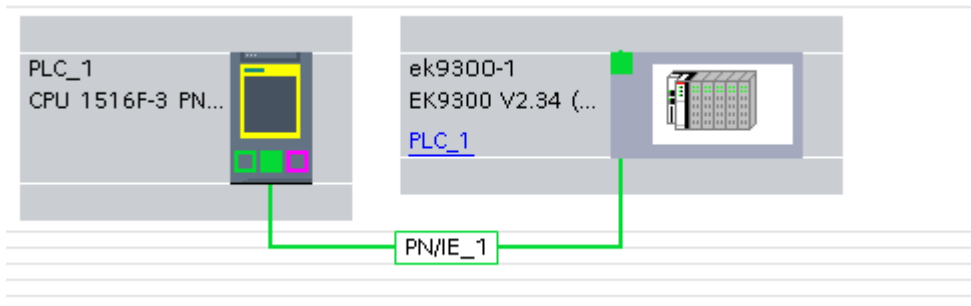 PLC_1
CPU 1516F-3 PN...
ek9300-1
EK9300 V2.34 (...
PLC_1
PN/IE_1